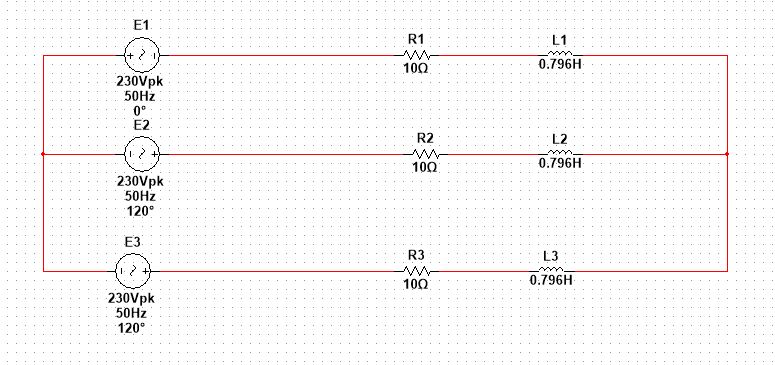 E1
230Vpk
50Hz
0°
R1
10Ω
L1
0.796H
E2
230Vpk
50Hz
120°
R2
10Ω
L2
0.796H
E3
230Vpk
50Hz
120°
R3
10Ω
L3
0.796H